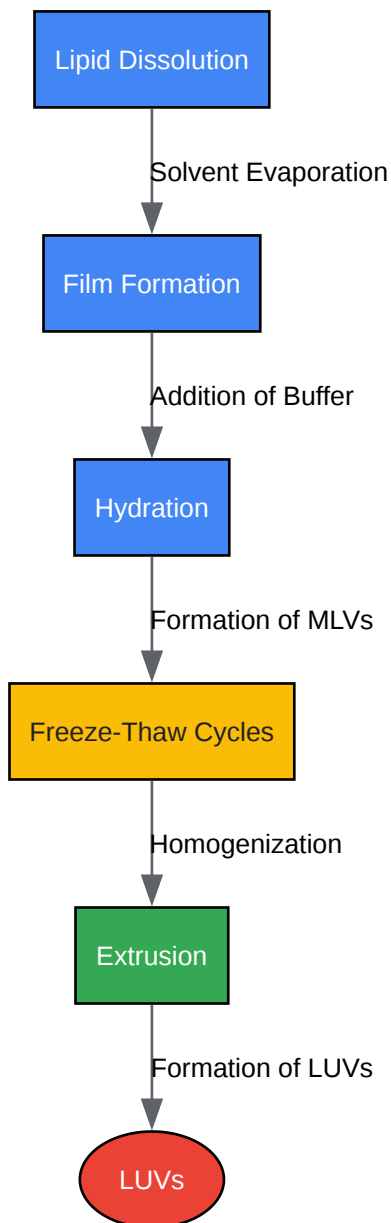 Lipid Dissolution
Solvent Evaporation
Film Formation
Addition of Buffer
Hydration
Formation of MLVs
Freeze-Thaw Cycles
Homogenization
Extrusion
Formation of LUVs
LUVs